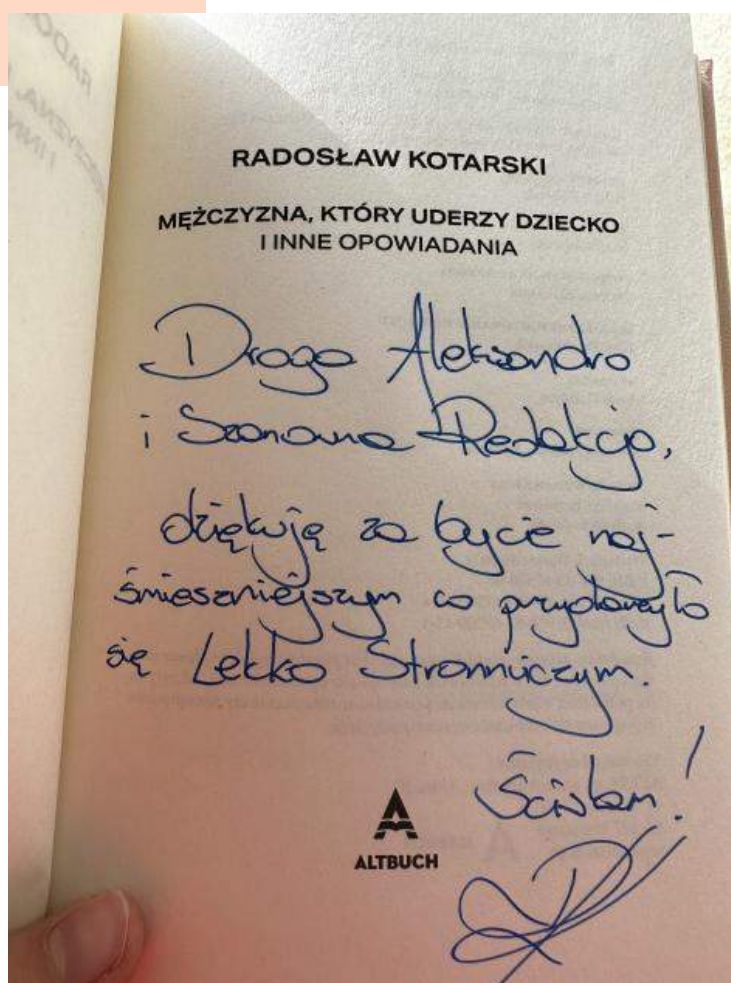 RADOSŁAW KOTARSKI
MĘŻCZYZNA, KTÓRY UDERZY DZIECKO
I INNE OPOWIADANIA
Droga Aleksandro
i Szanowna Redakcjo,
dziękuję za bycie naj-
śmieszniejszym co przydarzyło
się Lekko Stronniczym.
Ściskam!
ALTBUCH